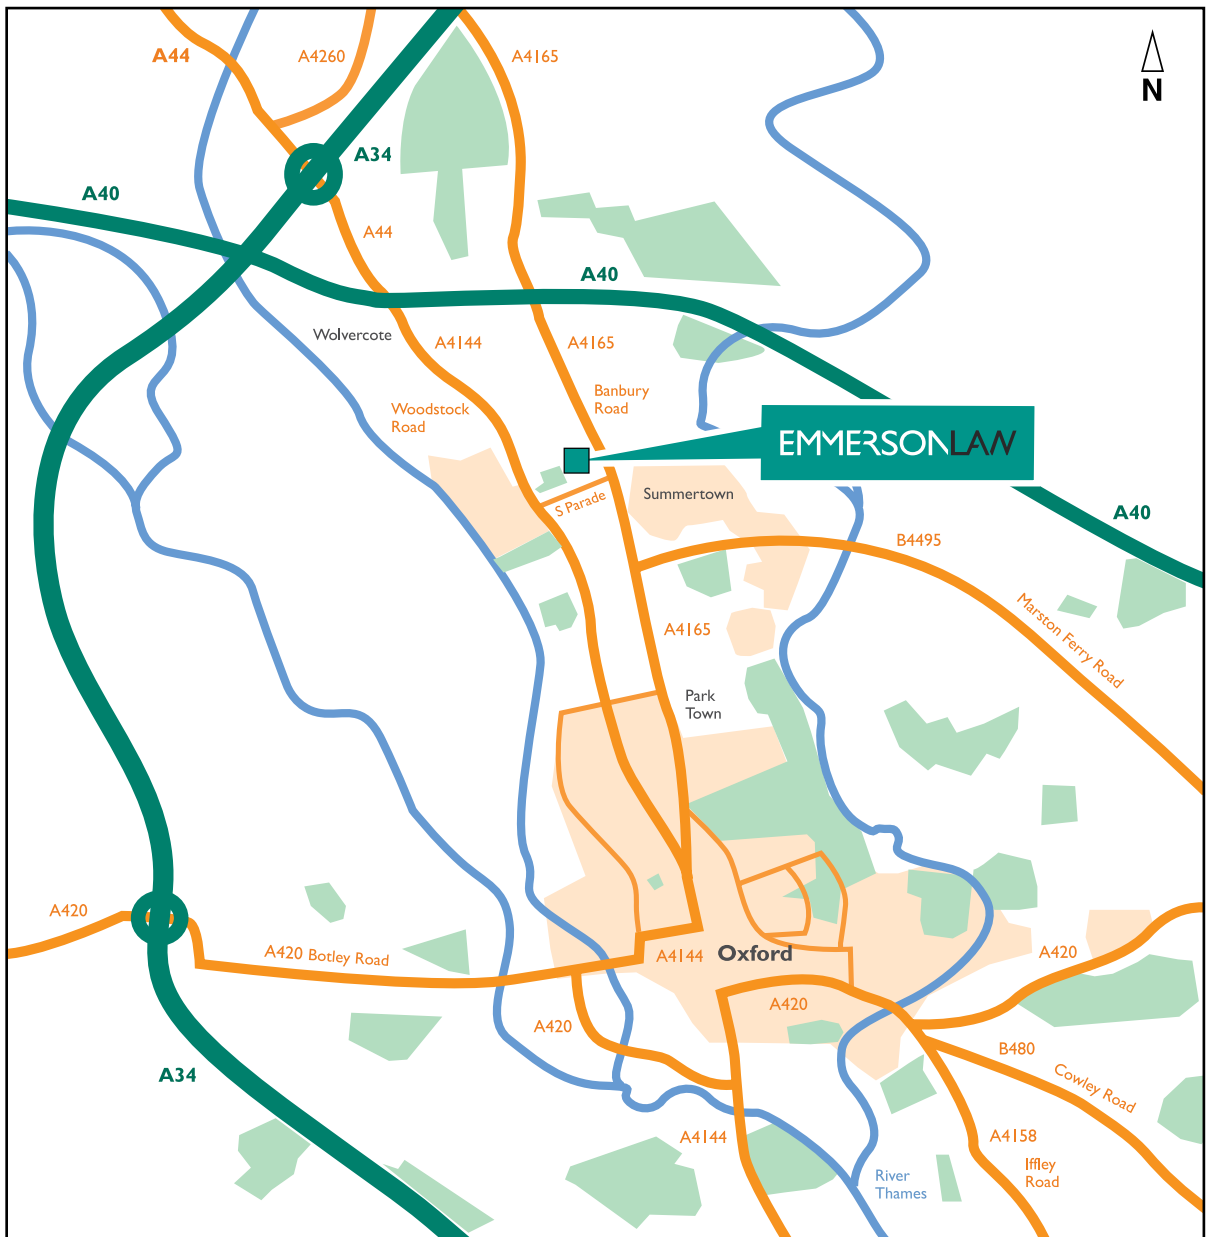 A44
A4260
A4165
N
A34
A40
A44
A40
Wolvercote
A4144
A4165
Banbury
Road
Woodstock
Road
EMMERSONLAW
S Parade
Summertown
A40
B4495
Marston Ferry Road
A4165
Park
Town
A420
A420 Botley Road
A4144
Oxford
A420
A420
A420
B480
Cowley Road
A34
A4144
A4158
Iffley
Road
River
Thames